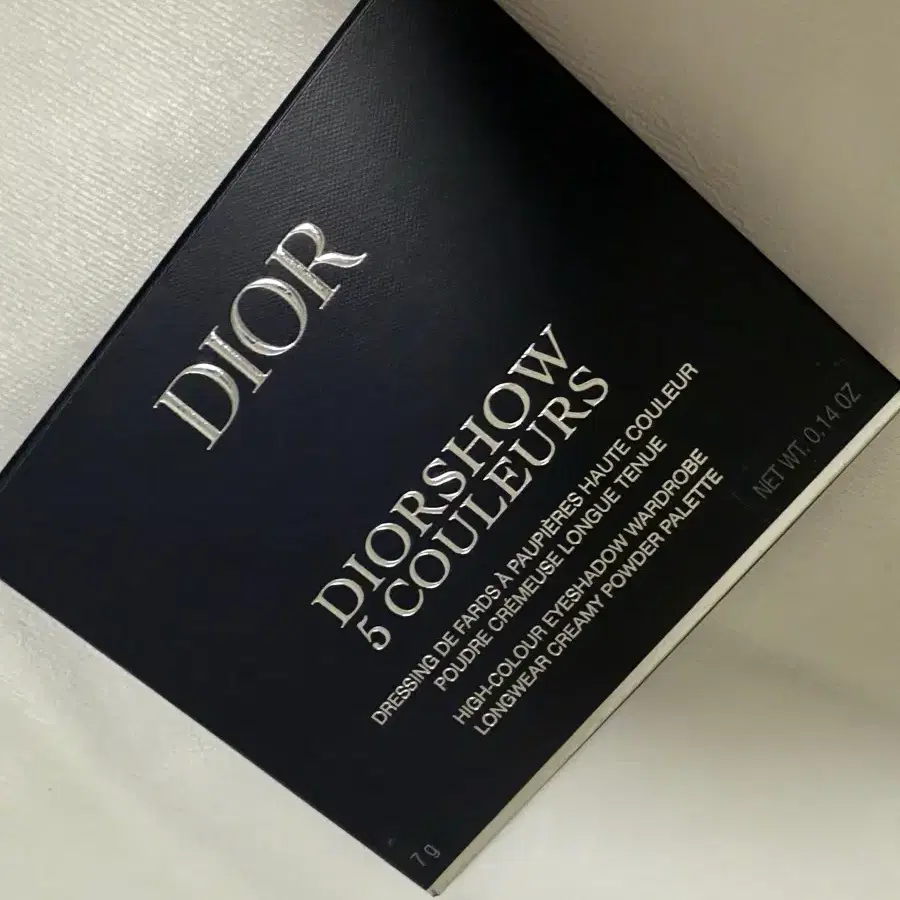 DIOR
DIORSHOW
5 COULEURS
DRESSING DE FARDS À PAUPIÈRES HAUTE COULEUR
POUDRE CRÉMEUSE LONGUE TENUE
HIGH-COLOUR EYESHADOW WARDROBE
LONGWEAR CREAMY POWDER PALETTE
7 g
NET WT. 0.14 OZ